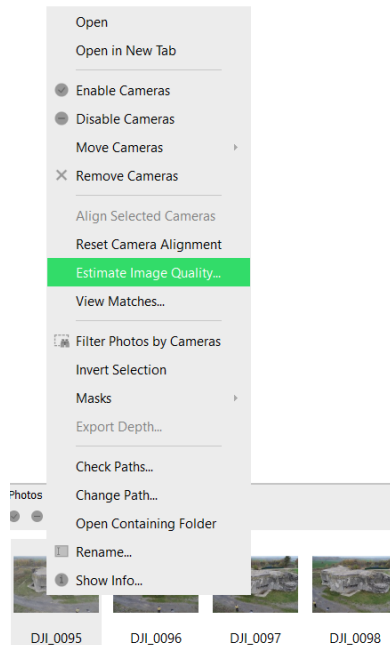 Open
Open in New Tab
Enable Cameras
Disable Cameras
Move Cameras
Remove Cameras
Align Selected Cameras
Reset Camera Alignment
Estimate Image Quality...
View Matches...
Filter Photos by Cameras
Invert Selection
Masks
Export Depth...
Check Paths...
Change Path...
Open Containing Folder
Rename...
Show Info...
Photos
DJI_0095 DJI_0096 DJI_0097 DJI_0098